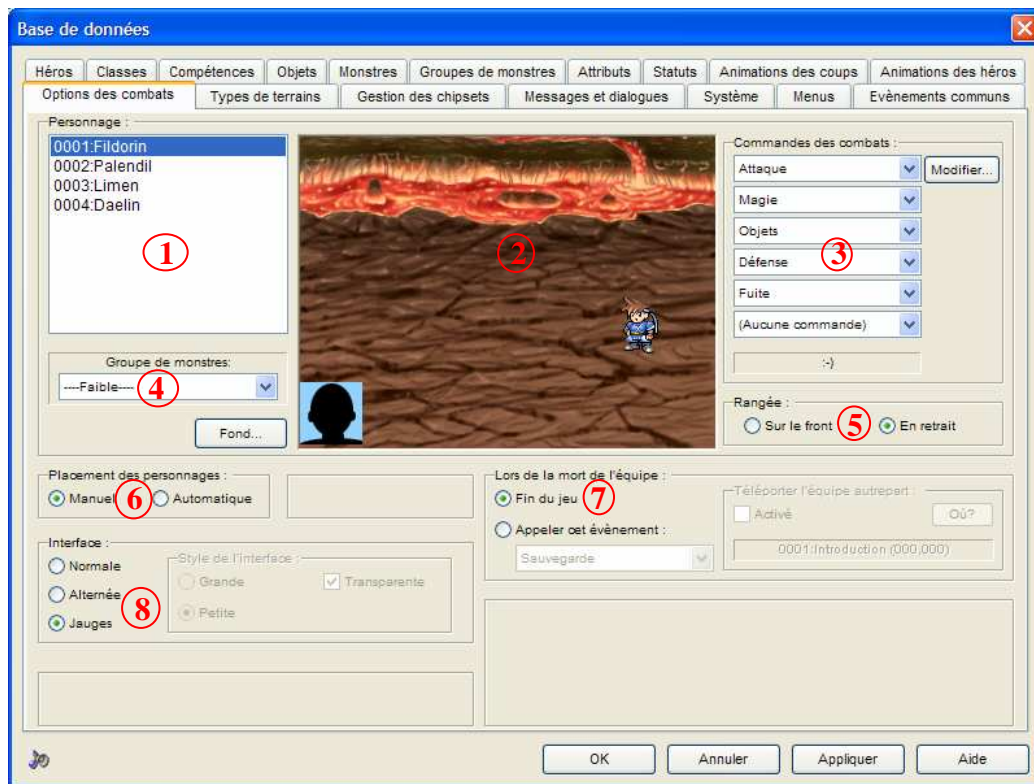 Base de données
Héros Classes Compétences Objets Monstres Groupes de monstres Attributs Statuts Animations des coups Animations des héros
Options des combats Types de terrains Gestion des chipsets Messages et dialogues Système Menus Evènements communs
Personnage :
0001:Fildorin
0002:Palendil
0003:Limen
0004:Daelin
1
2
Commandes des combats :
Attaque Modifier...
Magie
Objets
Défense 3
Fuite
(Aucune commande)
:-)
Groupe de monstres:
----Faible---- 4
Fond...
Rangée :
Sur le front 5 En retrait
Placement des personnages :
Manuel 6 Automatique
Lors de la mort de l'équipe :
Fin du jeu 7
Appeler cet évènement :
Sauvegarde
Téléporter l'équipe autrepart :
Activé Où?
0001:Introduction (000,000)
Interface :
Normale
Alternée
Jauges
8
Style de l'interface :
Grande Transparente
Petite
OK Annuler Appliquer Aide